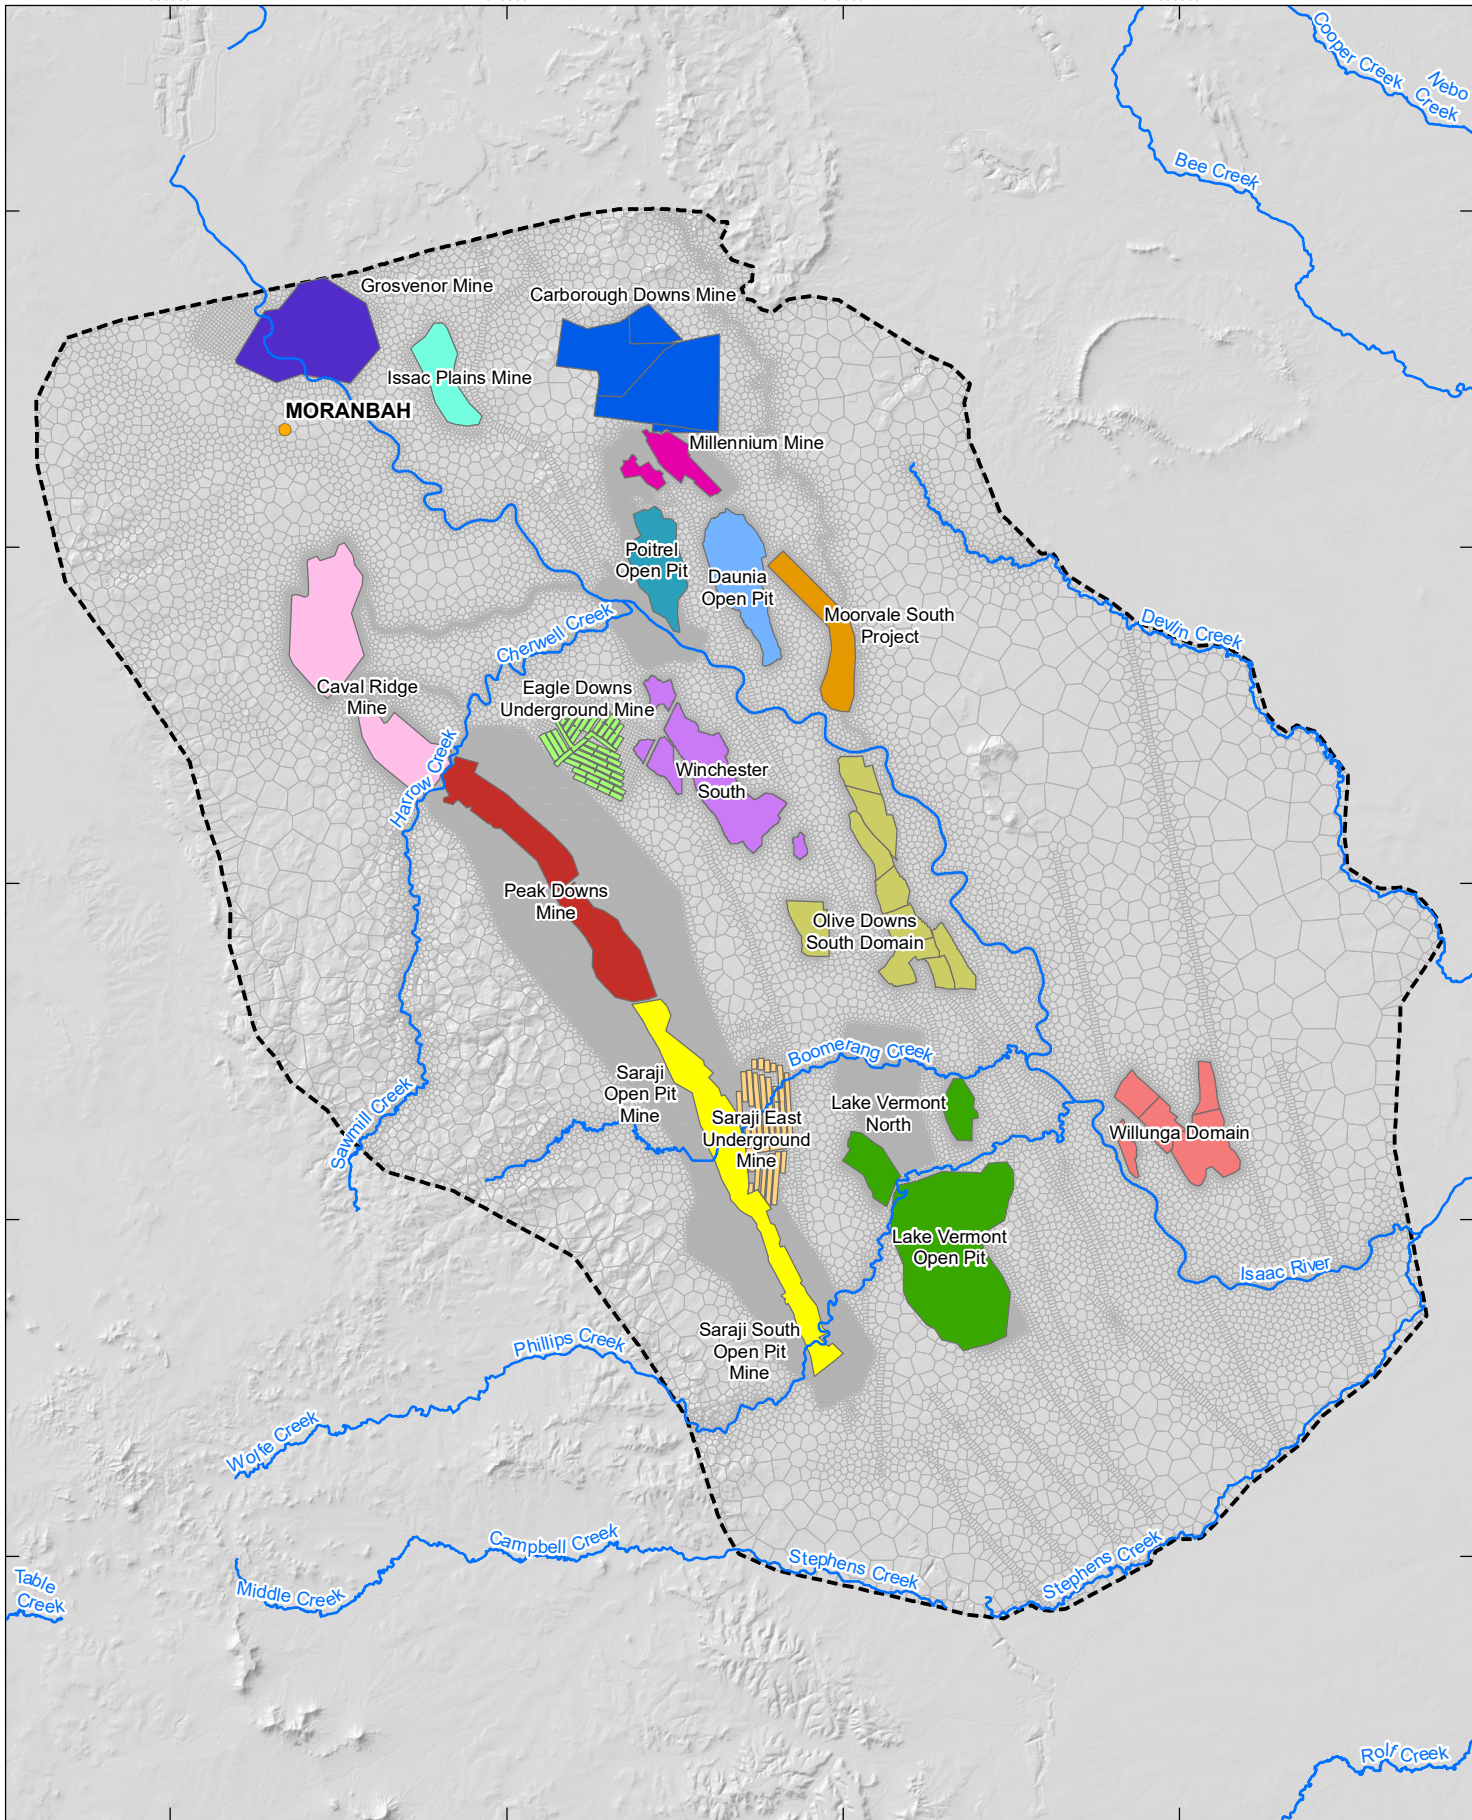 Cooper Creek
Nebo
Creek
Bee Creek
Grosvenor Mine
Carborough Downs Mine
Issac Plains Mine
MORANBAH
Millennium Mine
Poitrel
Open Pit
Daunia
Open Pit
Moorvale South
Project
Devlin Creek
Cherwell Creek
Caval Ridge
Mine
Eagle Downs
Underground Mine
Harrow Creek
Winchester
South
Peak Downs
Mine
Olive Downs
South Domain
Boomerang Creek
Saraji
Open Pit
Mine
Lake Vermont
North
Saraji East
Underground
Mine
Willunga Domain
Sawmill Creek
Lake Vermont
Open Pit
Isaac River
Saraji South
Open Pit
Mine
Phillips Creek
Wolfe Creek
Campbell Creek
Stephens Creek
Stephens Creek
Table
Creek
Middle Creek
Rolf Creek